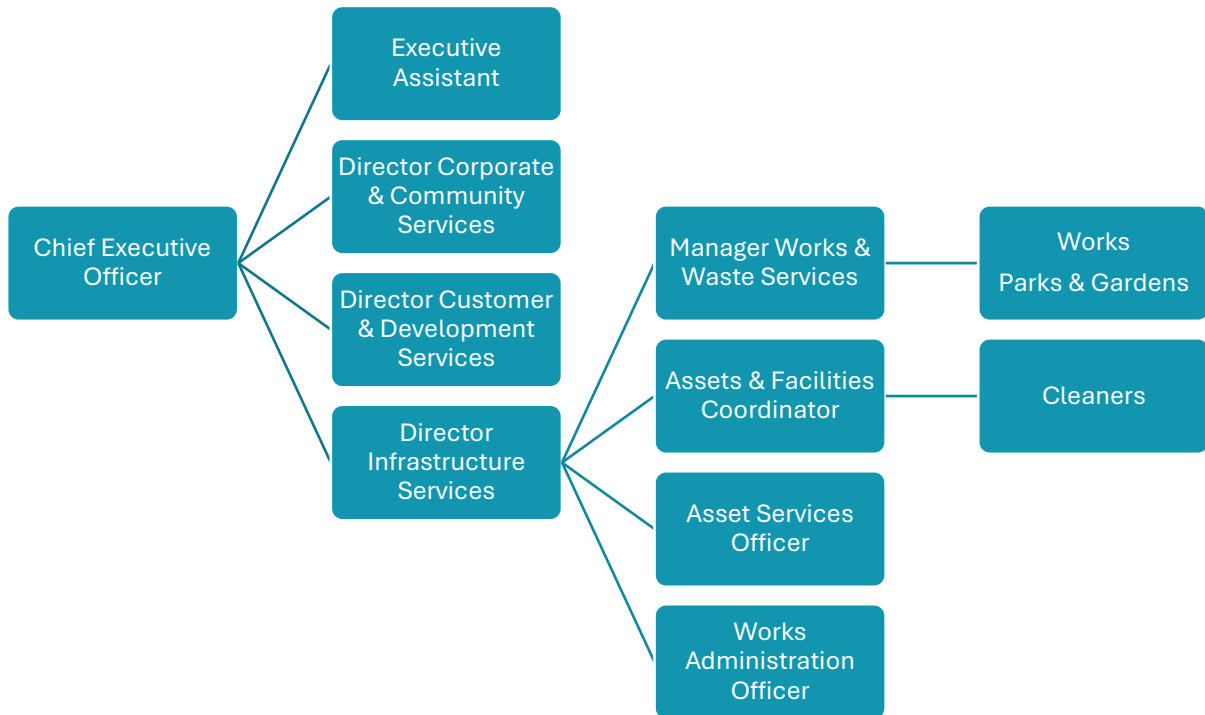 Chief Executive
Officer
Executive
Assistant
Director Corporate
& Community
Services
Director Customer
& Development
Services
Director
Infrastructure
Services
Manager Works &
Waste Services
Works
Parks & Gardens
Assets & Facilities
Coordinator
Cleaners
Asset Services
Officer
Works
Administration
Officer